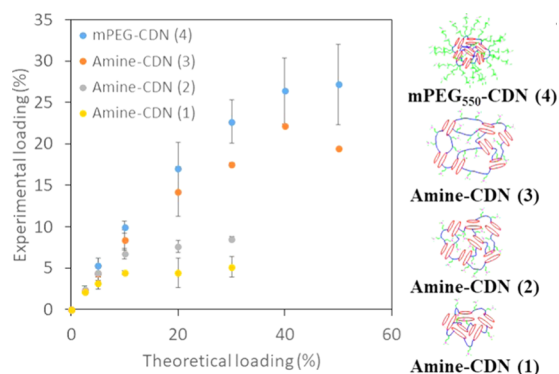 35
30
25
20
15
10
5
0
Experimental loading (%)
mPEG-CDN (4)
Amine-CDN (3)
Amine-CDN (2)
Amine-CDN (1)
0
20
40
60
Theoretical loading (%)
mPEG₅₅₀-CDN (4)
Amine-CDN (3)
Amine-CDN (2)
Amine-CDN (1)